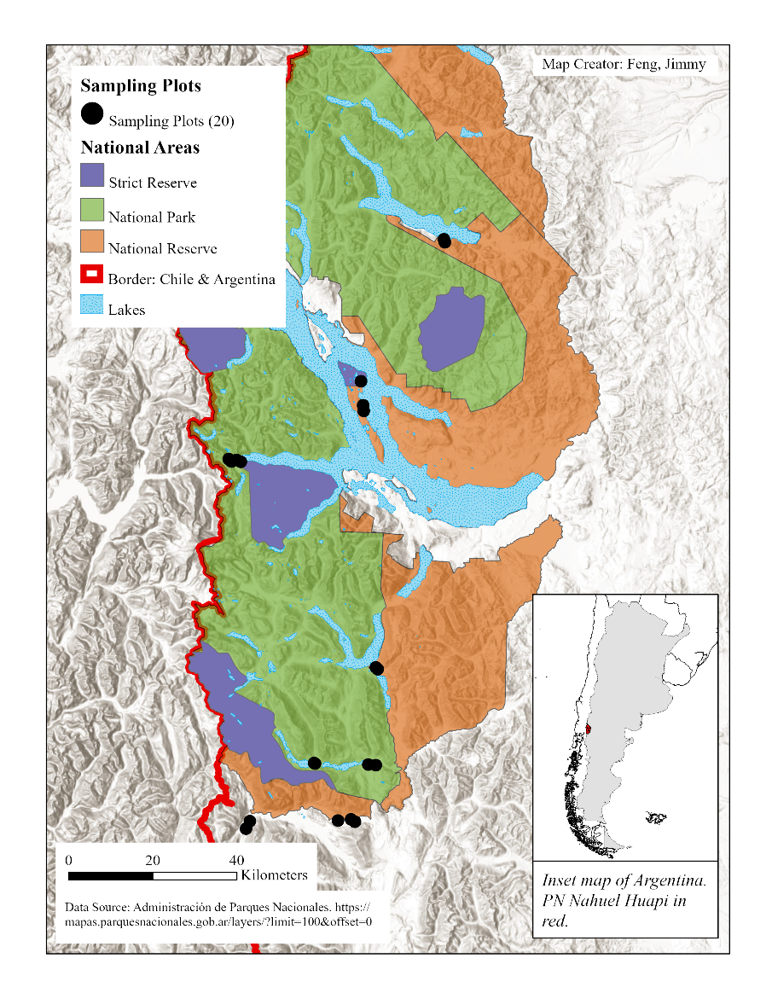 Map Creator: Feng, Jimmy
Sampling Plots
Sampling Plots (20)
National Areas
Strict Reserve
National Park
National Reserve
Border: Chile & Argentina
Lakes
0 20 40
Kilometers
Data Source: Administración de Parques Nacionales. https://
mapas.parquesnacionales.gob.ar/layers/?limit=100&offset=0
Inset map of Argentina.
PN Nahuel Huapi in
red.